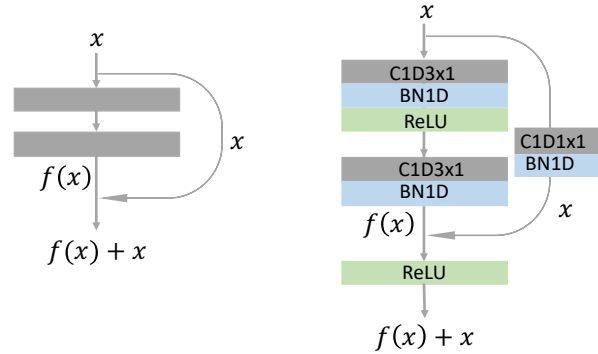 x
x
f(x)
f(x) + x
x
C1D3x1
BN1D
ReLU
C1D1x1
BN1D
C1D3x1
BN1D
x
f(x)
ReLU
f(x) + x